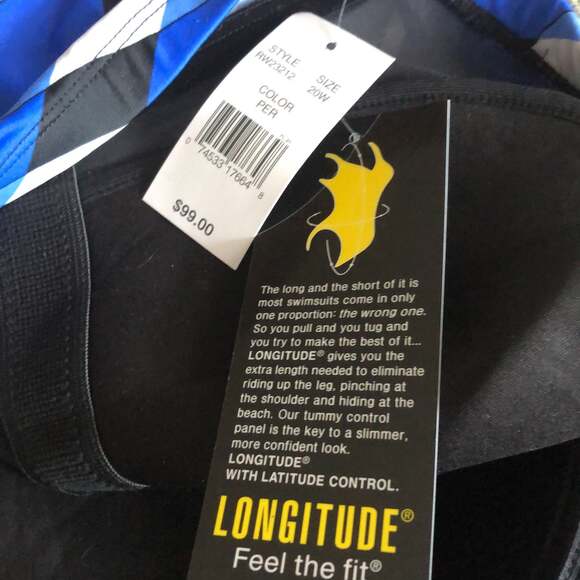 STYLE SIZE
RW23212 20W
COLOR
PER
0 74533 17664 8
$99.00
The long and the short of it is
most swimsuits come in only
one proportion: the wrong one.
So you pull and you tug and
you try to make the best of it...
LONGITUDE® gives you the
extra length needed to eliminate
riding up the leg, pinching at
the shoulder and hiding at the
beach. Our tummy control
panel is the key to a slimmer,
more confident look.
LONGITUDE®
WITH LATITUDE CONTROL.
LONGITUDE®
Feel the fit®